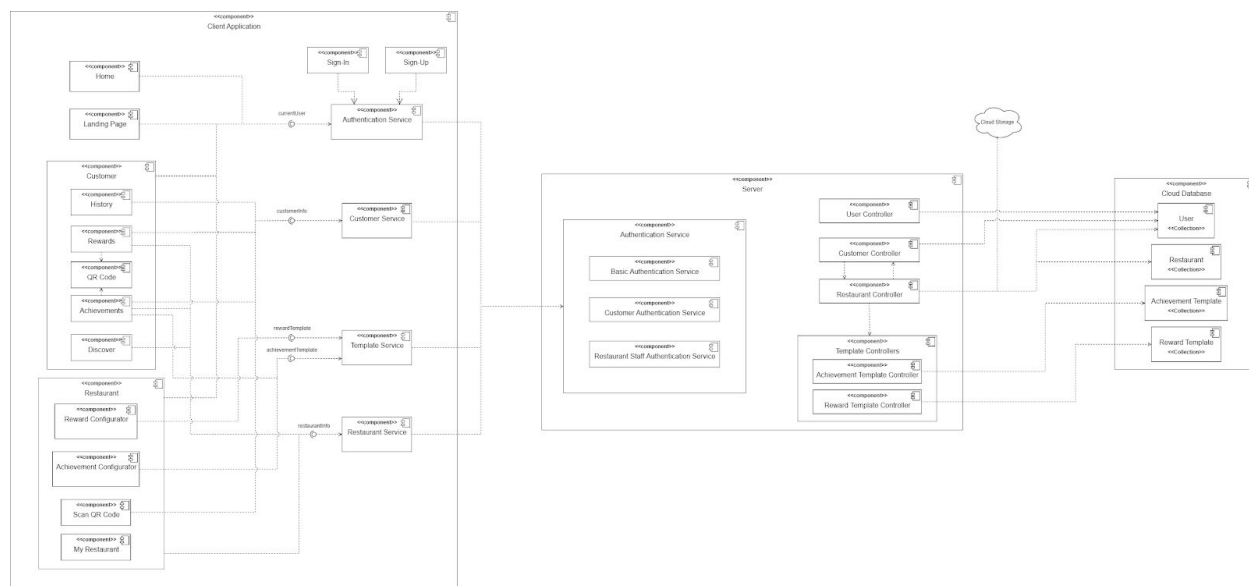 <<component>>
Client Application
<<component>>
Home
<<component>>
Landing Page
<<component>>
Sign-In
<<component>>
Sign-Up
currentUser
<<component>>
Authentication Service
<<component>>
Customer
<<component>>
History
<<component>>
Rewards
<<component>>
QR Code
<<component>>
Achievements
<<component>>
Discover
customerInfo
<<component>>
Customer Service
rewardTemplate
achievementTemplate
<<component>>
Template Service
<<component>>
Restaurant
<<component>>
Reward Configurator
<<component>>
Achievement Configurator
<<component>>
Scan QR Code
<<component>>
My Restaurant
restaurantInfo
<<component>>
Restaurant Service
<<component>>
Server
<<component>>
Authentication Service
<<component>>
Basic Authentication Service
<<component>>
Customer Authentication Service
<<component>>
Restaurant Staff Authentication Service
<<component>>
User Controller
<<component>>
Customer Controller
<<component>>
Restaurant Controller
<<component>>
Template Controllers
<<component>>
Achievement Template Controller
<<component>>
Reward Template Controller
Cloud Storage
<<component>>
Cloud Database
<<component>>
User
<<Collection>>
<<component>>
Restaurant
<<Collection>>
<<component>>
Achievement Template
<<Collection>>
<<component>>
Reward Template
<<Collection>>